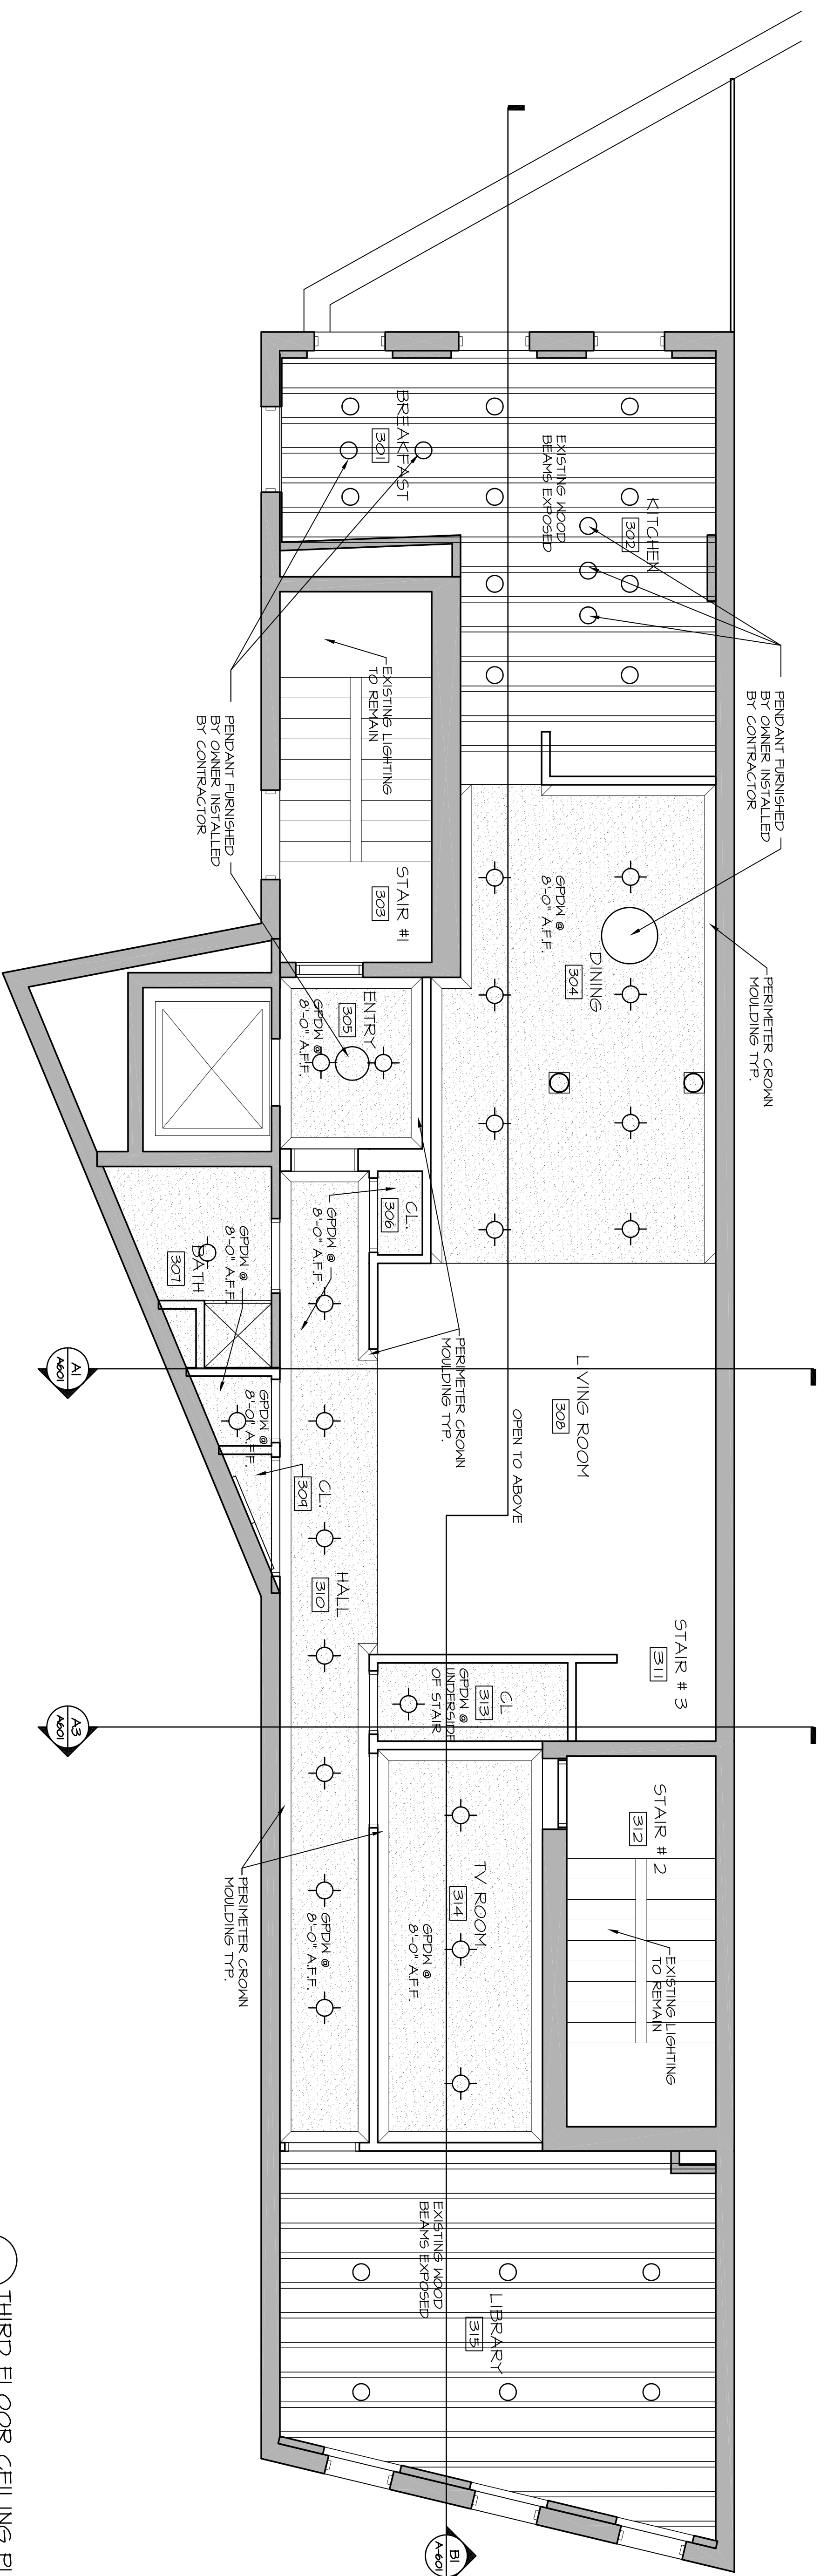 BREAKFAST
301
EXISTING WOOD
BEAMS EXPOSED
KITCHEN
302
PENDANT FURNISHED
BY OWNER INSTALLED
BY CONTRACTOR
EXISTING LIGHTING
TO REMAIN
PENDANT FURNISHED
BY OWNER INSTALLED
BY CONTRACTOR
STAIR #1
303
GPDW @
8'-0" A.F.F.
DINING
304
PERIMETER CROWN
MOULDING TYP.
ENTRY
305
GPDW @
8'-0" A.F.F.
CL.
306
GPDW @
8'-0" A.F.F.
BATH
307
GPDW @
8'-0" A.F.F.
PERIMETER CROWN
MOULDING TYP.
LIVING ROOM
308
OPEN TO ABOVE
A1
A601
GPDW @
8'-0" A.F.F.
CL.
309
HALL
310
STAIR # 3
311
CL
313
GPDW @
UNDERSIDE
OF STAIR
A3
A601
STAIR # 2
312
EXISTING LIGHTING
TO REMAIN
TV ROOM
314
GPDW @
8'-0" A.F.F.
GPDW @
8'-0" A.F.F.
PERIMETER CROWN
MOULDING TYP.
EXISTING WOOD
BEAMS EXPOSED
LIBRARY
315
B1
A-601
THIRD FLOOR CEILING